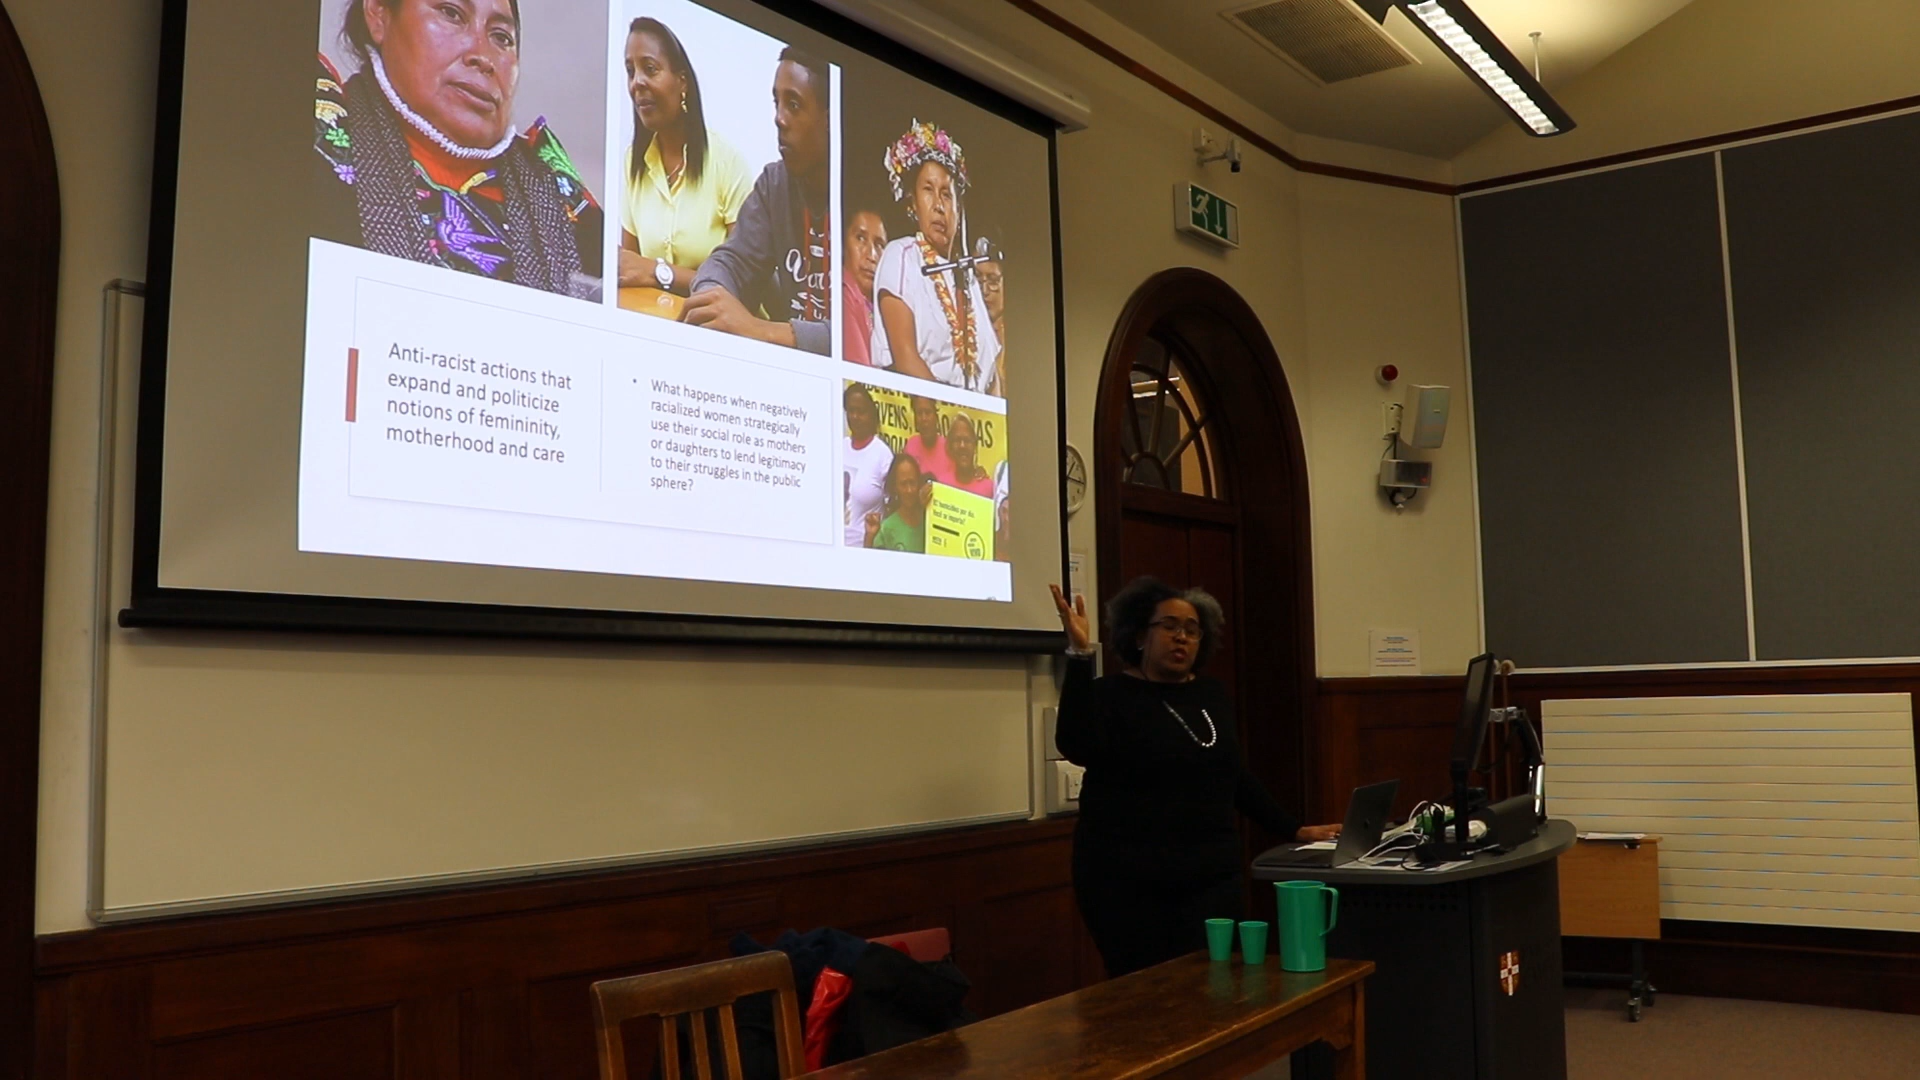 Anti-racist actions that
expand and politicize
notions of femininity,
motherhood and care
• What happens when negatively
racialized women strategically
use their social role as mothers
or daughters to lend legitimacy
to their struggles in the public
sphere?